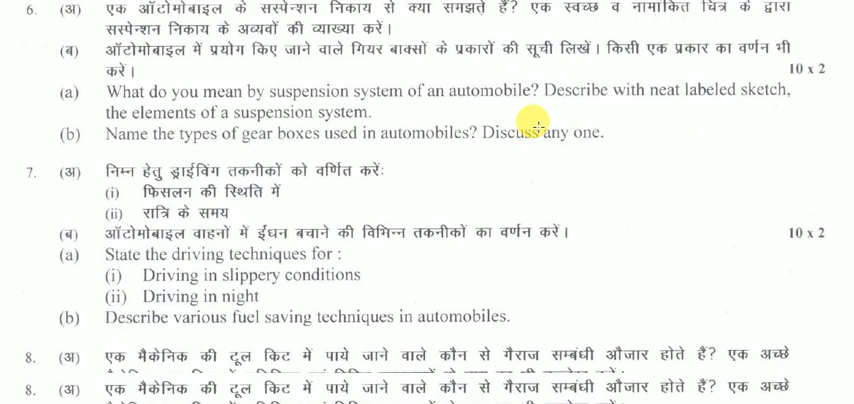 6. (अ) एक ऑटोमोबाइल के सस्पेन्शन निकाय से क्या समझते हैं? एक स्वच्छ व नामांकित चित्र के द्वारा
सस्पेन्शन निकाय के अव्यवों की व्याख्या करें।
(ब) ऑटोमोबाइल में प्रयोग किए जाने वाले गियर बाक्सों के प्रकारों की सूची लिखें। किसी एक प्रकार का वर्णन भी
करें। 10 x 2
(a) What do you mean by suspension system of an automobile? Describe with neat labeled sketch,
the elements of a suspension system.
(b) Name the types of gear boxes used in automobiles? Discuss any one.
7. (अ) निम्न हेतु ड्राईविंग तकनीकों को वर्णित करें:
(i) फिसलन की स्थिति में
(ii) रात्रि के समय
(ब) ऑटोमोबाइल वाहनों में ईंधन बचाने की विभिन्न तकनीकों का वर्णन करें। 10 x 2
(a) State the driving techniques for :
(i) Driving in slippery conditions
(ii) Driving in night
(b) Describe various fuel saving techniques in automobiles.
8. (अ) एक मैकेनिक की टूल किट में पाये जाने वाले कौन से गैराज सम्बंधी औजार होते हैं? एक अच्छे
8. (अ) एक मैकेनिक की टूल किट में पाये जाने वाले कौन से गैराज सम्बंधी औजार होते हैं? एक अच्छे